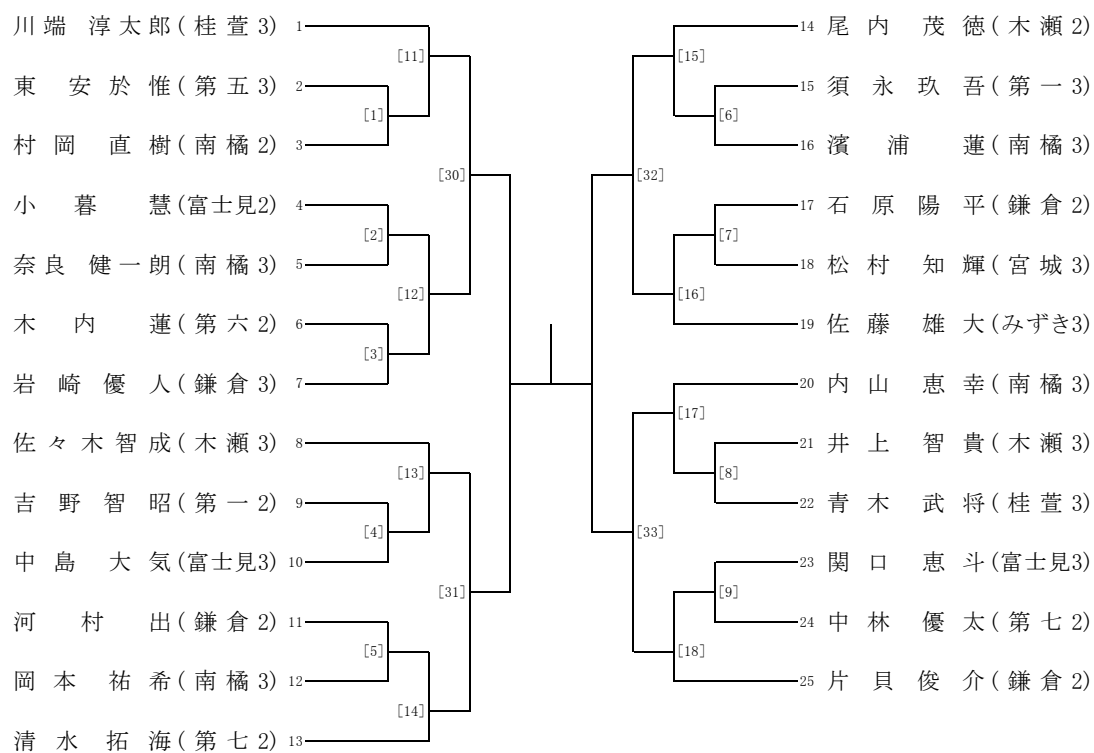 川端 淳太郎(桂萱3) 1
[11]
東 安於惟(第五3) 2
[1]
村岡 直樹(南橘2) 3
[30]
小暮 慧(富士見2) 4
[2]
奈良 健一朗(南橘3) 5
[12]
木内 蓮(第六2) 6
[3]
岩崎 優人(鎌倉3) 7
佐々木 智成(木瀬3) 8
[13]
吉野 智昭(第一2) 9
[4]
中島 大気(富士見3) 10
[31]
河村 出(鎌倉2) 11
[5]
岡本 祐希(南橘3) 12
[14]
清水 拓海(第七2) 13
14 尾内 茂徳(木瀬2)
[15]
15 須永 玖吾(第一3)
[6]
16 濱浦 蓮(南橘3)
[32]
17 石原 陽平(鎌倉2)
[7]
18 松村 知輝(宮城3)
[16]
19 佐藤 雄大(みずき3)
20 内山 恵幸(南橘3)
[17]
21 井上 智貴(木瀬3)
[8]
22 青木 武将(桂萱3)
[33]
23 関口 恵斗(富士見3)
[9]
24 中林 優太(第七2)
[18]
25 片貝 俊介(鎌倉2)